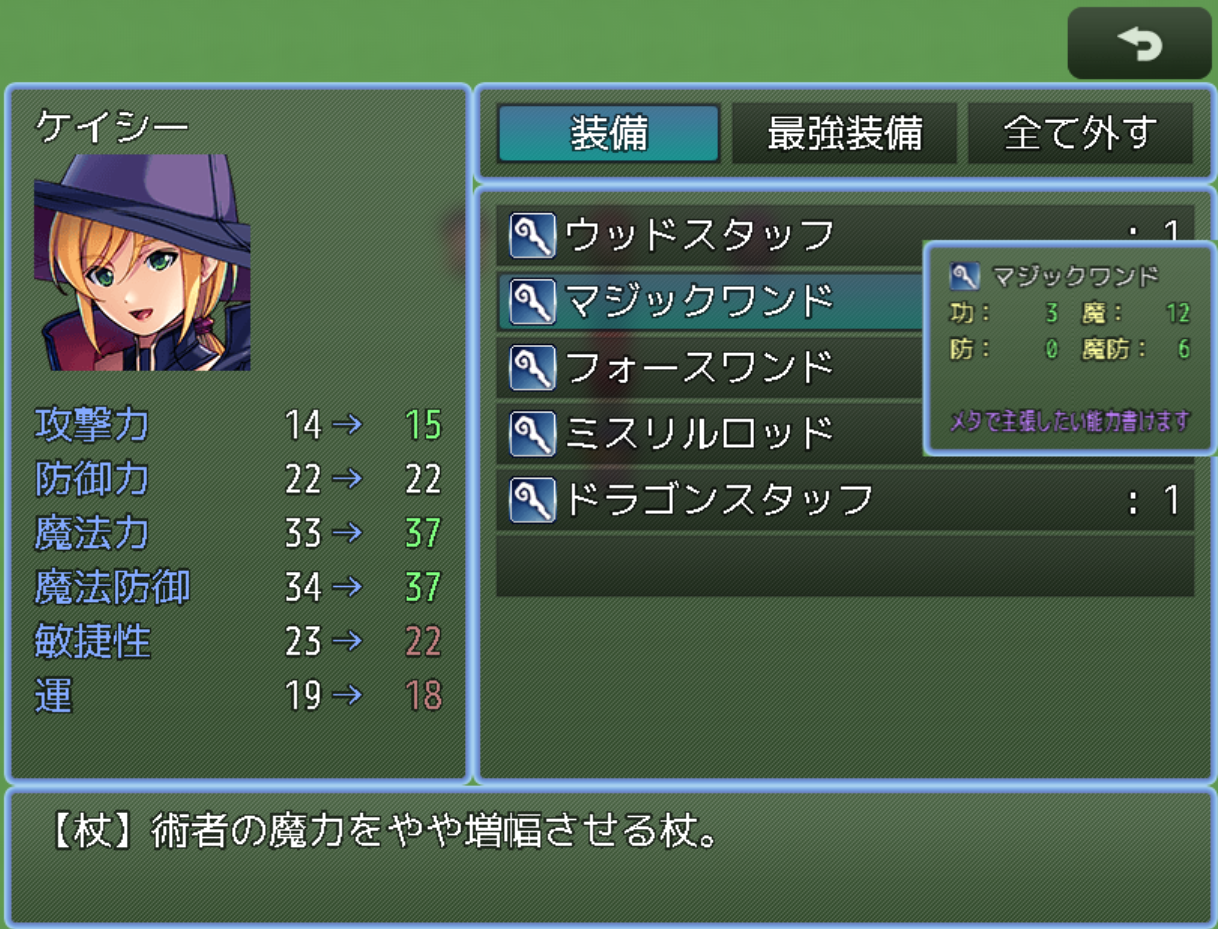 ケイシー
攻撃力 14 → 15
防御力 22 → 22
魔法力 33 → 37
魔法防御 34 → 37
敏捷性 23 → 22
運 19 → 18
装備 最強装備 全て外す
ウッドスタッフ : 1
マジックワンド
フォースワンド
ミスリルロッド
ドラゴンスタッフ : 1
マジックワンド
功: 3 魔: 12
防: 0 魔防: 6
メタで主張したい能力書けます
【杖】術者の魔力をやや増幅させる杖。